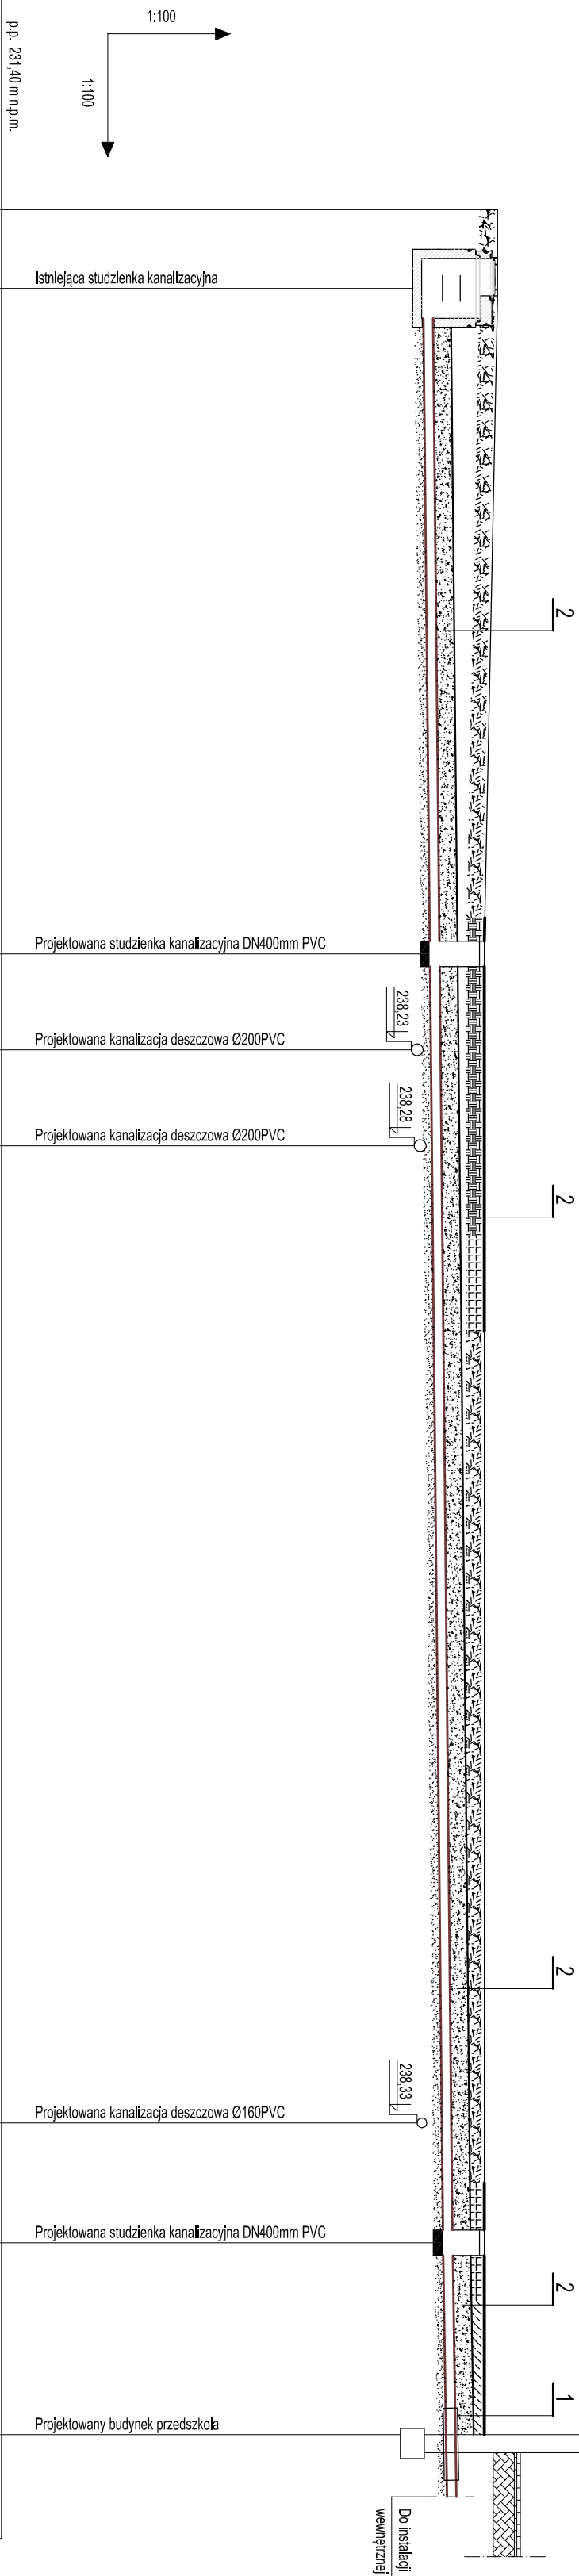 1:100
1:100
p.p. 231,40 m n.p.m.
Istniejąca studzienka kanalizacyjna
2
Projektowana studzienka kanalizacyjna DN400mm PVC
238,23
Projektowana kanalizacja deszczowa Ø200PVC
238,28
Projektowana kanalizacja deszczowa Ø200PVC
2
2
238,33
Projektowana kanalizacja deszczowa Ø160PVC
Projektowana studzienka kanalizacyjna DN400mm PVC
2
1
Projektowany budynek przedszkola
Do instalacji
wewnętrznej